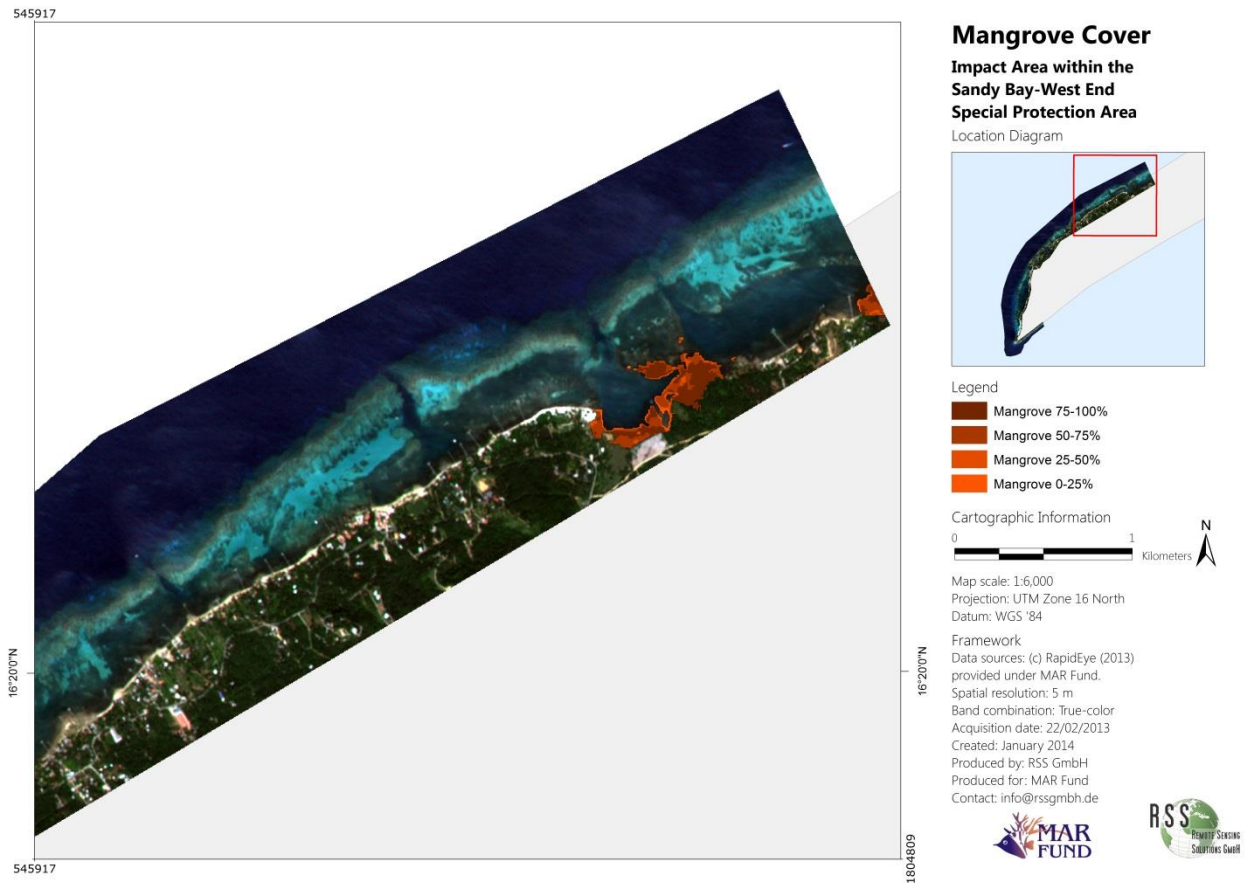 545917
Mangrove Cover
Impact Area within the
Sandy Bay-West End
Special Protection Area
Location Diagram
Legend
Mangrove 75-100%
Mangrove 50-75%
Mangrove 25-50%
Mangrove 0-25%
Cartographic Information
0 1
Kilometers
N
Map scale: 1:6,000
Projection: UTM Zone 16 North
Datum: WGS '84
Framework
Data sources: (c) RapidEye (2013)
provided under MAR Fund.
Spatial resolution: 5 m
Band combination: True-color
Acquisition date: 22/02/2013
Created: January 2014
Produced by: RSS GmbH
Produced for: MAR Fund
Contact: info@rssgmbh.de
MAR
FUND
RSS
REMOTE SENSING
SOLUTIONS GMBH
16°20'0"N
16°20'0"N
545917
1804809